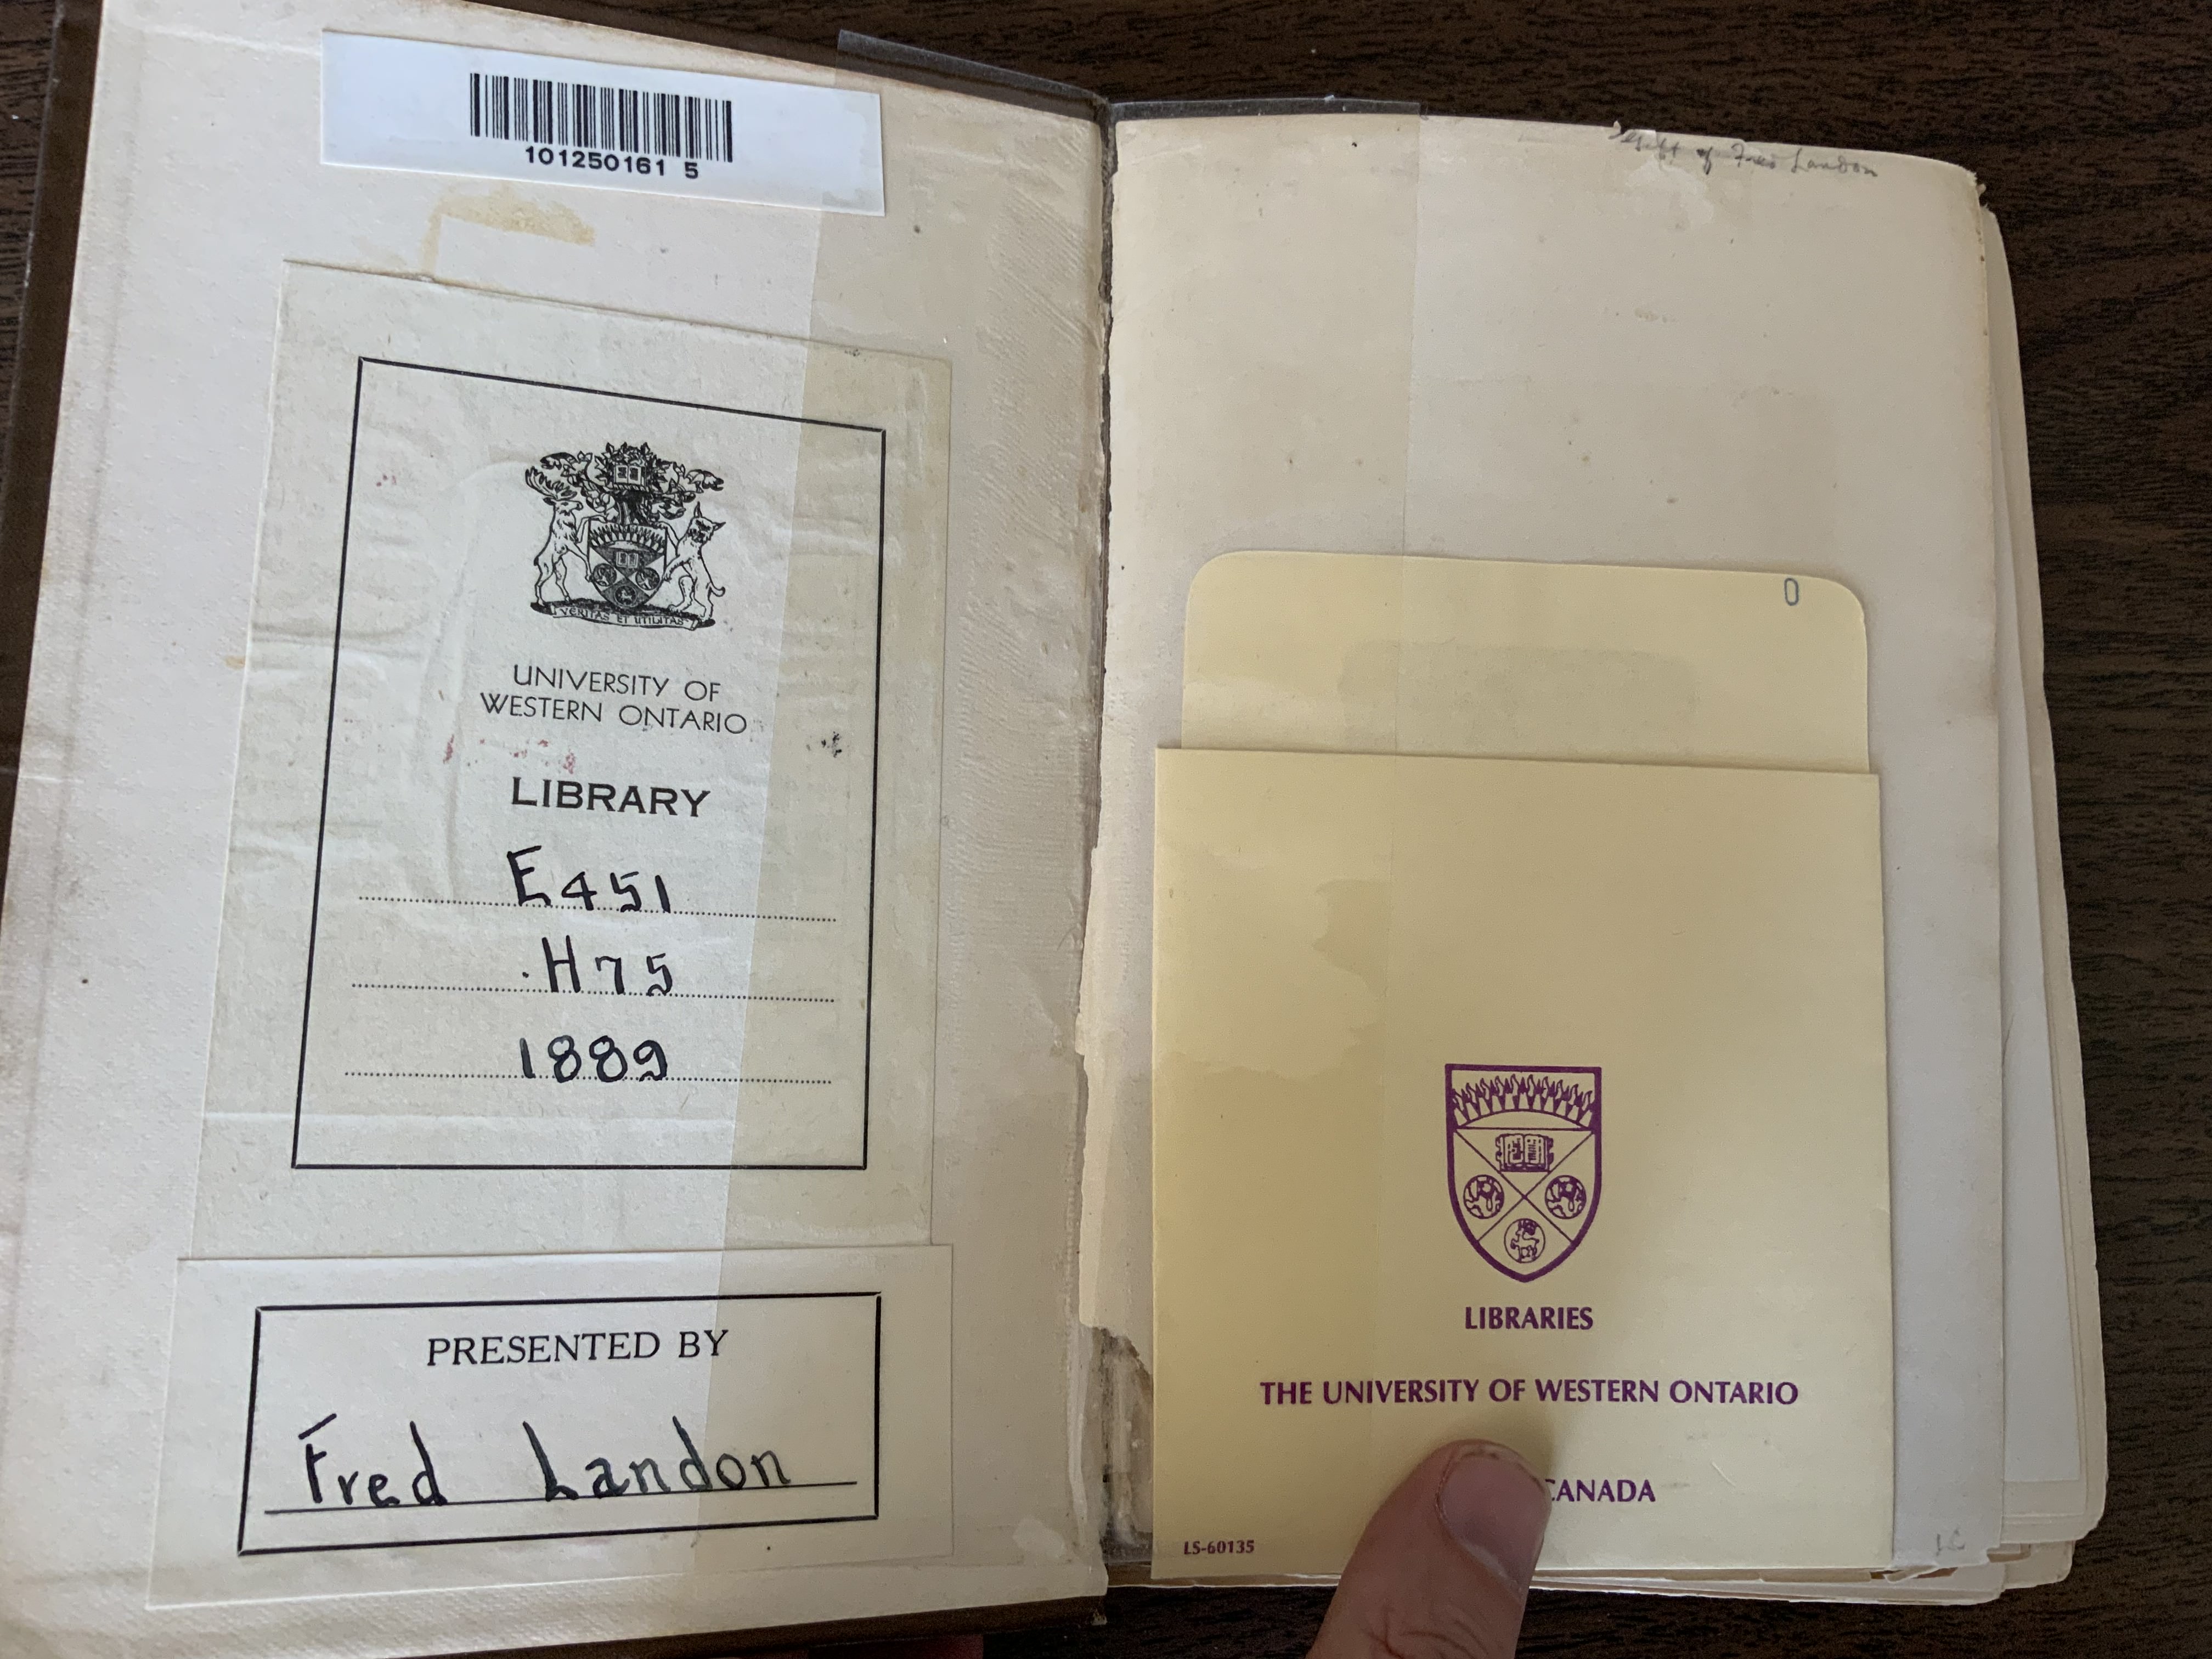 101250161 5
VERITAS ET UTILITAS
UNIVERSITY OF
WESTERN ONTARIO
LIBRARY
E451
.H75
1889
PRESENTED BY
Fred Landon
Gift of Fred Landon
0
LIBRARIES
THE UNIVERSITY OF WESTERN ONTARIO
CANADA
LS-60135